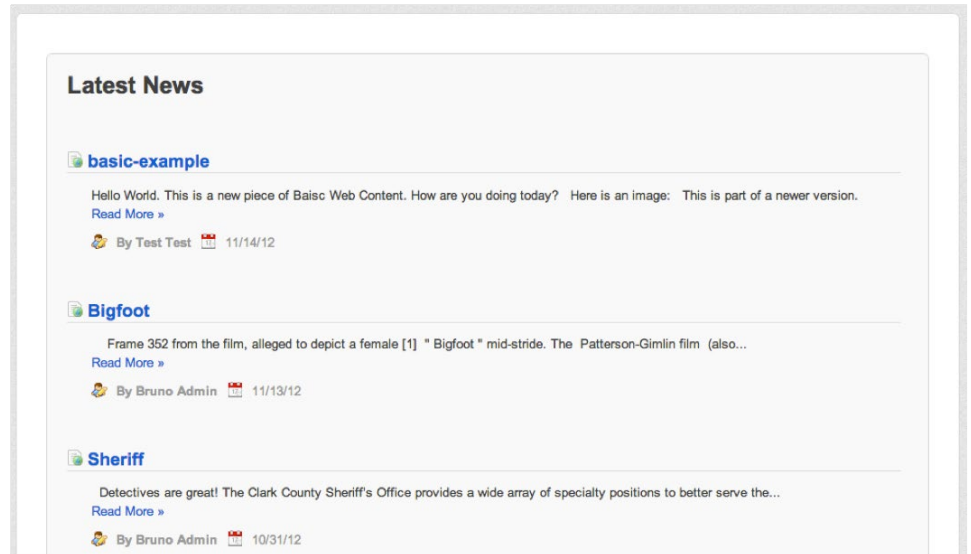 Latest News
basic-example
Hello World. This is a new piece of Baisc Web Content. How are you doing today? Here is an image: This is part of a newer version.
Read More »
By Test Test 11/14/12
Bigfoot
Frame 352 from the film, alleged to depict a female [1] " Bigfoot " mid-stride. The Patterson-Gimlin film (also...
Read More »
By Bruno Admin 11/13/12
Sheriff
Detectives are great! The Clark County Sheriff's Office provides a wide array of specialty positions to better serve the...
Read More »
By Bruno Admin 10/31/12